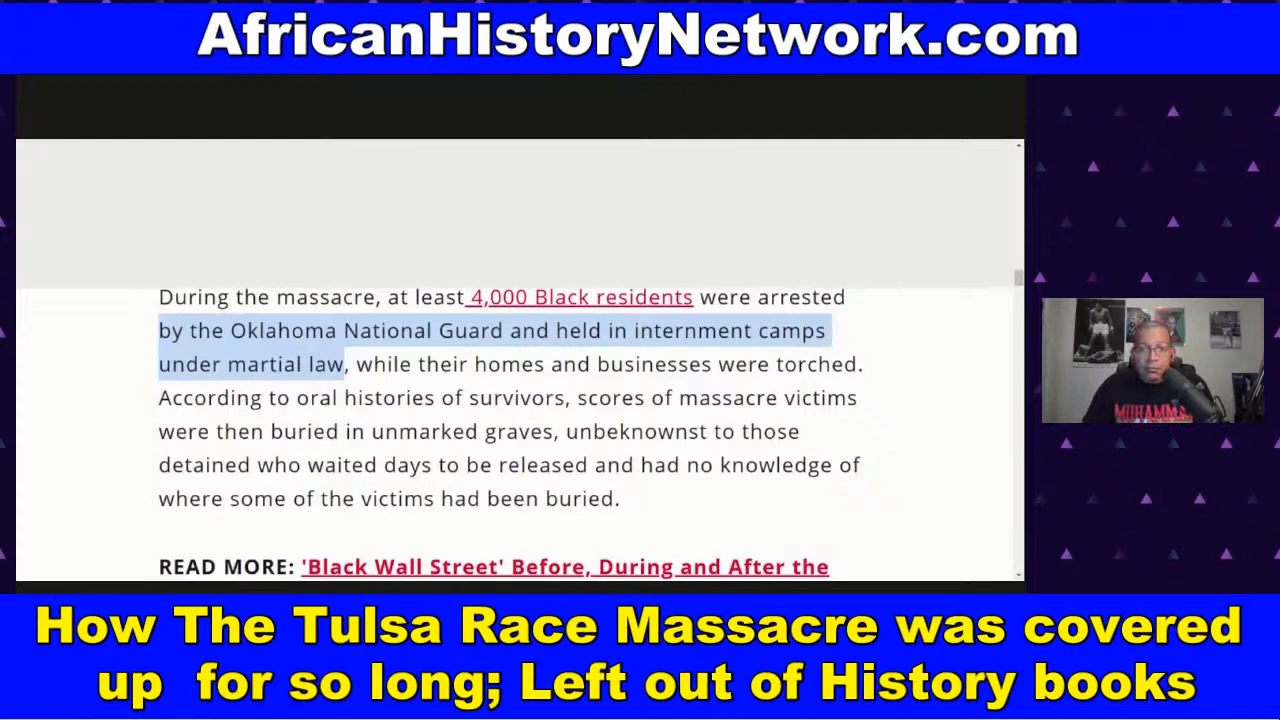 AfricanHistoryNetwork.com
During the massacre, at least 4,000 Black residents were arrested
by the Oklahoma National Guard and held in internment camps
under martial law, while their homes and businesses were torched.
According to oral histories of survivors, scores of massacre victims
were then buried in unmarked graves, unbeknownst to those
detained who waited days to be released and had no knowledge of
where some of the victims had been buried.
READ MORE: 'Black Wall Street' Before, During and After the
MUHAMMA
How The Tulsa Race Massacre was covered
up for so long; Left out of History books